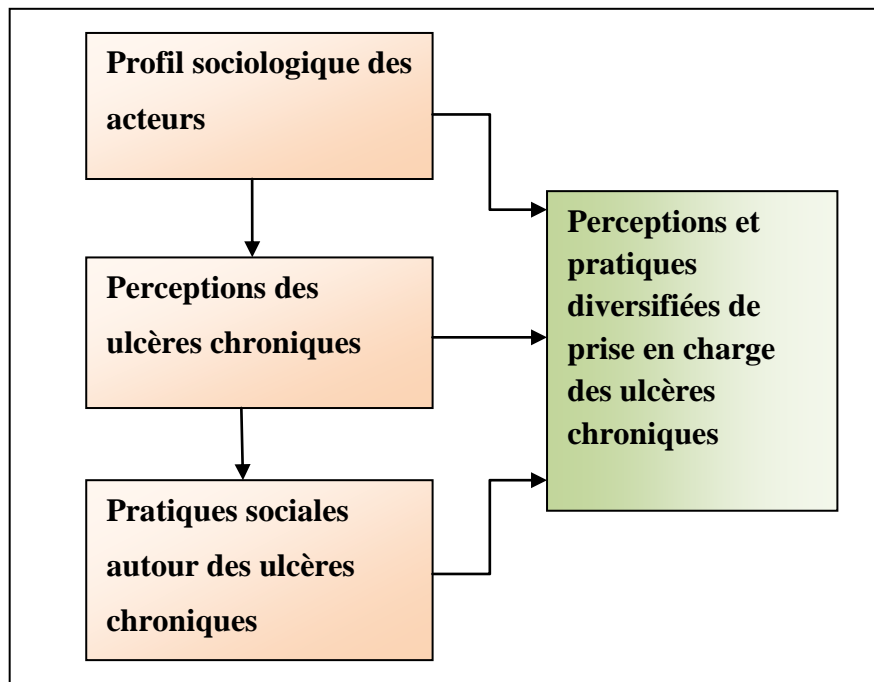 Profil sociologique des
acteurs
Perceptions des
ulcères chroniques
Pratiques sociales
autour des ulcères
chroniques
Perceptions et
pratiques
diversifiées de
prise en charge
des ulcères
chroniques